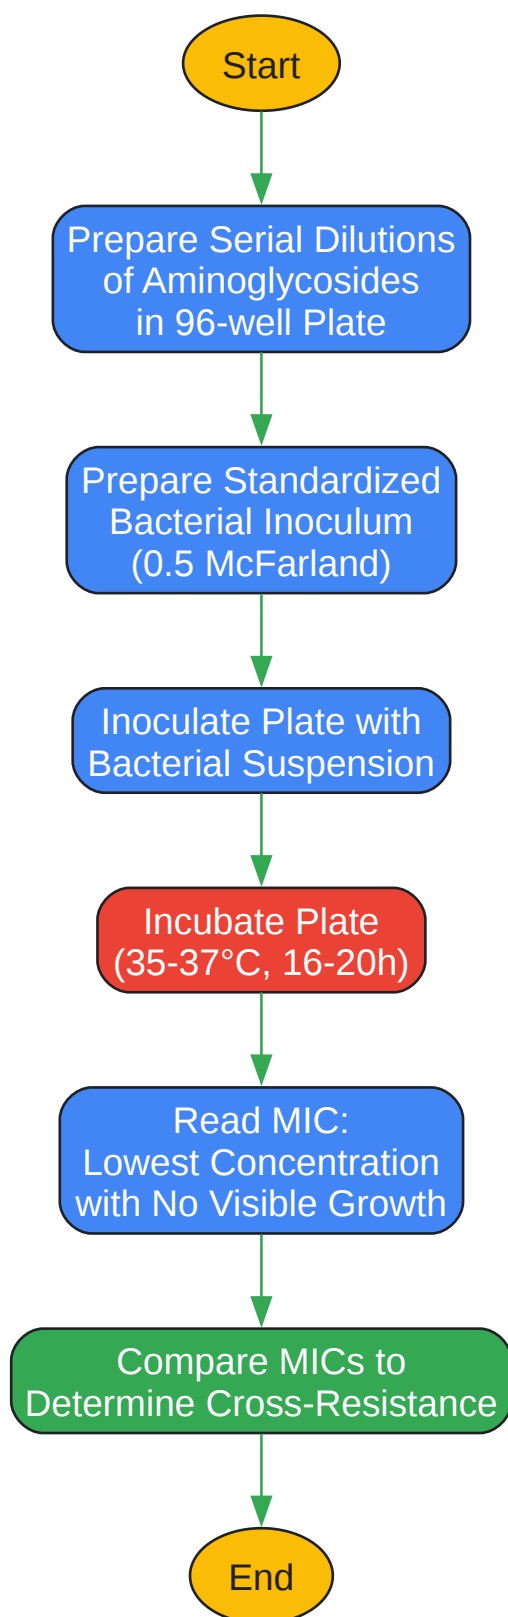 Start
Prepare Serial Dilutions
of Aminoglycosides
in 96-well Plate
Prepare Standardized
Bacterial Inoculum
(0.5 McFarland)
Inoculate Plate with
Bacterial Suspension
Incubate Plate
(35-37°C, 16-20h)
Read MIC:
Lowest Concentration
with No Visible Growth
Compare MICs to
Determine Cross-Resistance
End